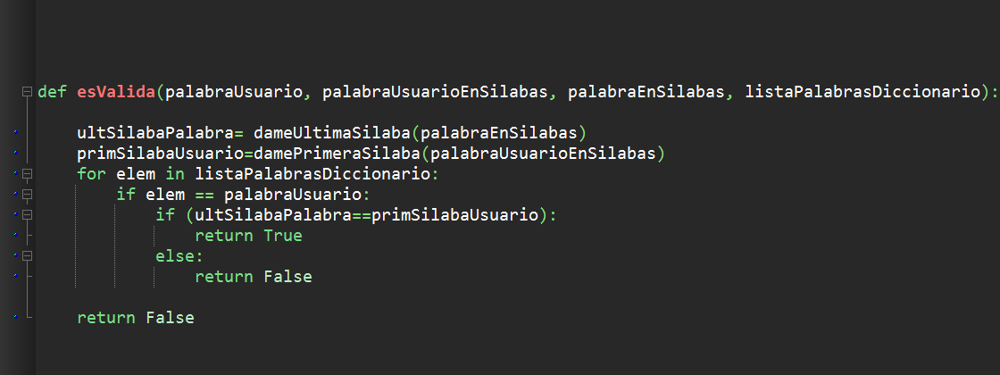 def esValida(palabraUsuario, palabraUsuarioEnSilabas, palabraEnSilabas, listaPalabrasDiccionario):
ultSilabaPalabra= dameUltimaSilaba(palabraEnSilabas)
primSilabaUsuario=damePrimeraSilaba(palabraUsuarioEnSilabas)
for elem in listaPalabrasDiccionario:
if elem == palabraUsuario:
if (ultSilabaPalabra==primSilabaUsuario):
return True
else:
return False
return False